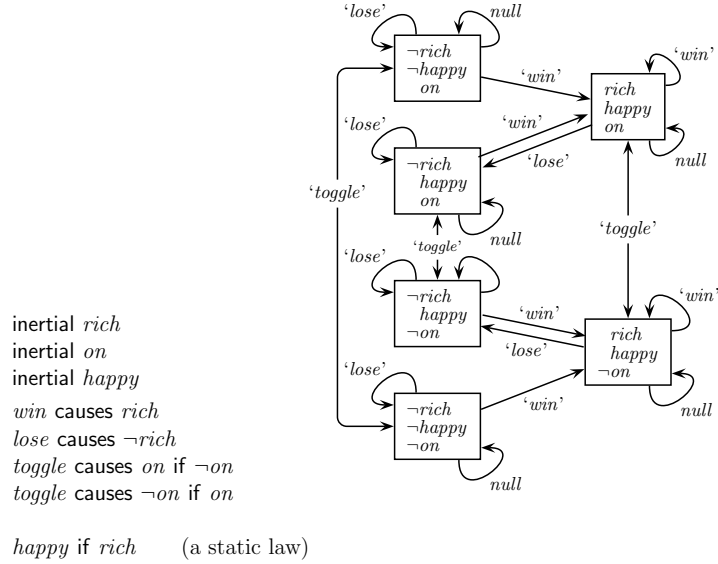 ‘lose’
null
¬rich
¬happy
on
‘win’
‘win’
rich
happy
on
null
‘lose’
‘win’
‘lose’
¬rich
happy
on
null
‘toggle’
‘toggle’
‘toggle’
‘lose’
¬rich
happy
¬on
‘win’
‘lose’
‘win’
rich
happy
¬on
null
‘lose’
¬rich
¬happy
¬on
‘win’
null
inertial rich
inertial on
inertial happy
win causes rich
lose causes ¬rich
toggle causes on if ¬on
toggle causes ¬on if on
happy if rich (a static law)